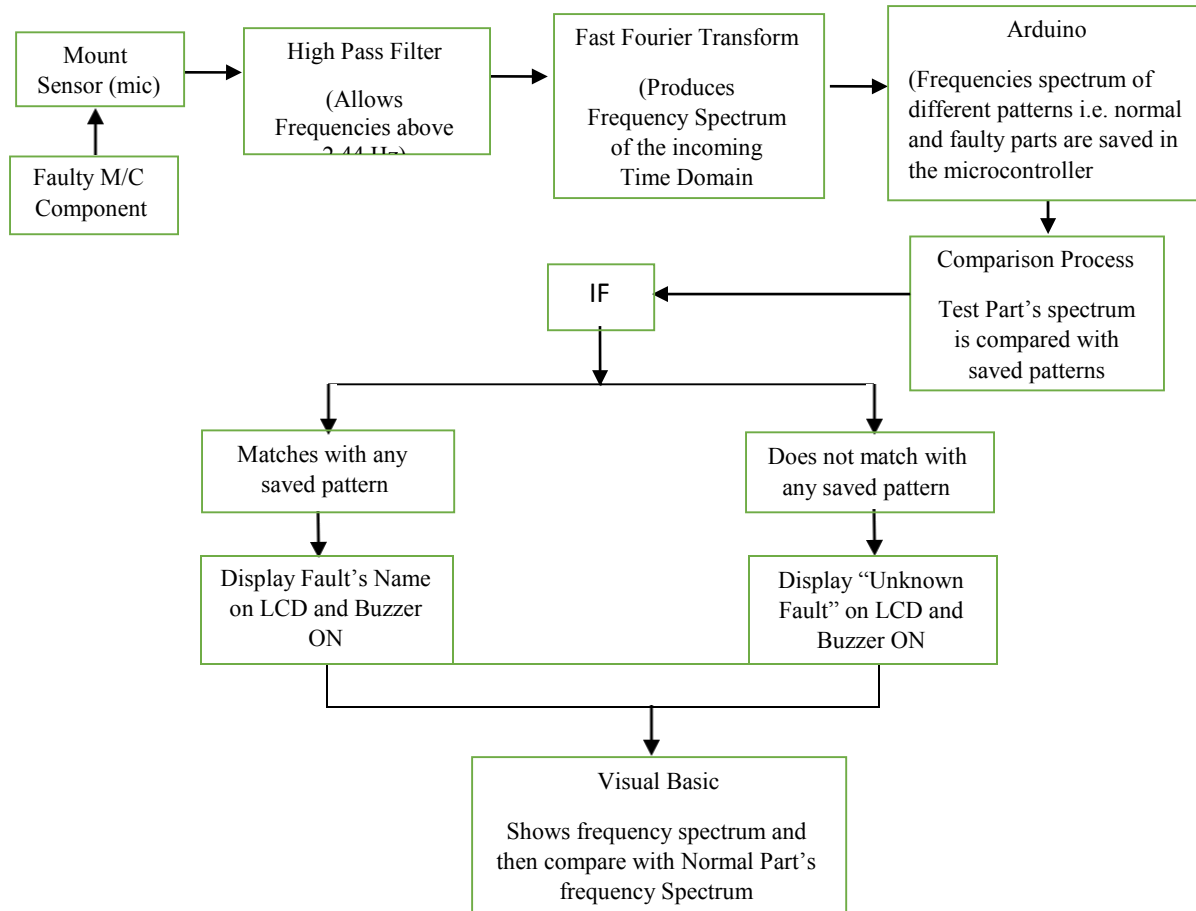 Mount
Sensor (mic)
Faulty M/C
Component
High Pass Filter
(Allows
Frequencies above
2.44 Hz)
Fast Fourier Transform
(Produces
Frequency Spectrum
of the incoming
Time Domain
Arduino
(Frequencies spectrum of
different patterns i.e. normal
and faulty parts are saved in
the microcontroller
Comparison Process
Test Part’s spectrum
is compared with
saved patterns
IF
Matches with any
saved pattern
Does not match with
any saved pattern
Display Fault’s Name
on LCD and Buzzer
ON
Display “Unknown
Fault” on LCD and
Buzzer ON
Visual Basic
Shows frequency spectrum and
then compare with Normal Part’s
frequency Spectrum